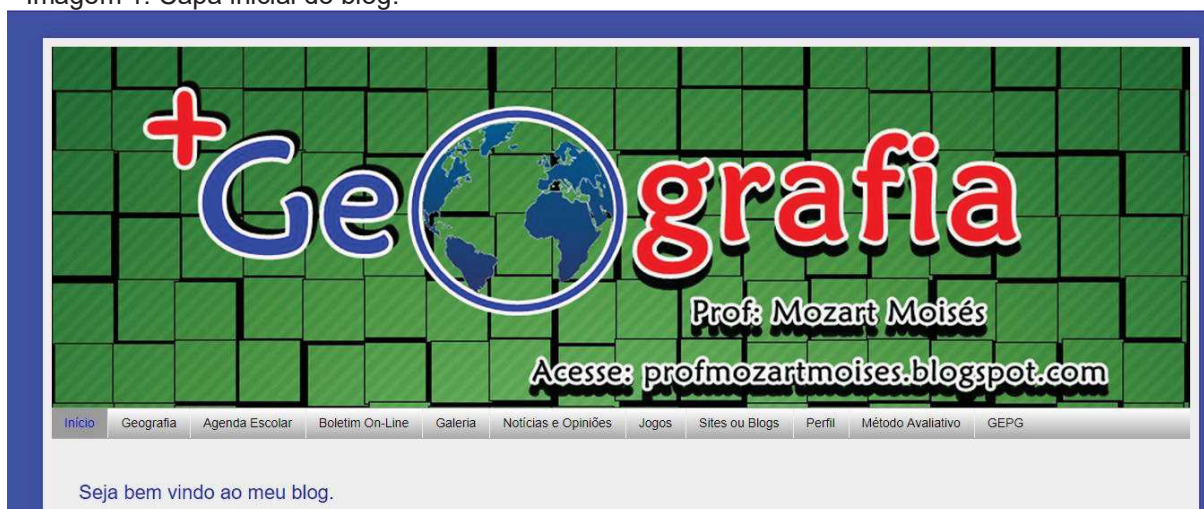 Imagem 1: Capa inicial do blog.
+Geografia
Prof: Mozart Moisés
Acesse: profmozartmoises.blogspot.com
Início Geografia Agenda Escolar Boletim On-Line Galeria Notícias e Opiniões Jogos Sites ou Blogs Perfil Método Avaliativo GEPG
Seja bem vindo ao meu blog.